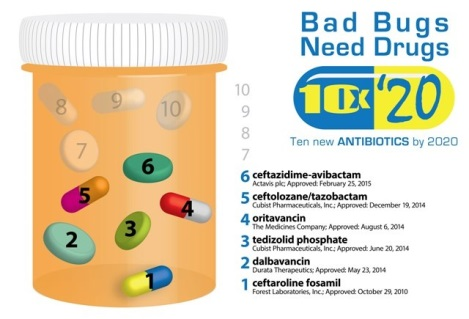 Bad Bugs
Need Drugs
10x '20
Ten new ANTIBIOTICS by 2020
8
9
10
7
6
5
4
3
2
1
10
9
8
7
6 ceftazidime-avibactam
Actavis plc; Approved: February 25, 2015
5 ceftolozane/tazobactam
Cubist Pharmaceuticals, Inc.; Approved: December 19, 2014
4 oritavancin
The Medicines Company; Approved: August 6, 2014
3 tedizolid phosphate
Cubist Pharmaceuticals, Inc.; Approved: June 20, 2014
2 dalbavancin
Durata Therapeutics; Approved: May 23, 2014
1 ceftaroline fosamil
Forest Laboratories, Inc.; Approved: October 29, 2010